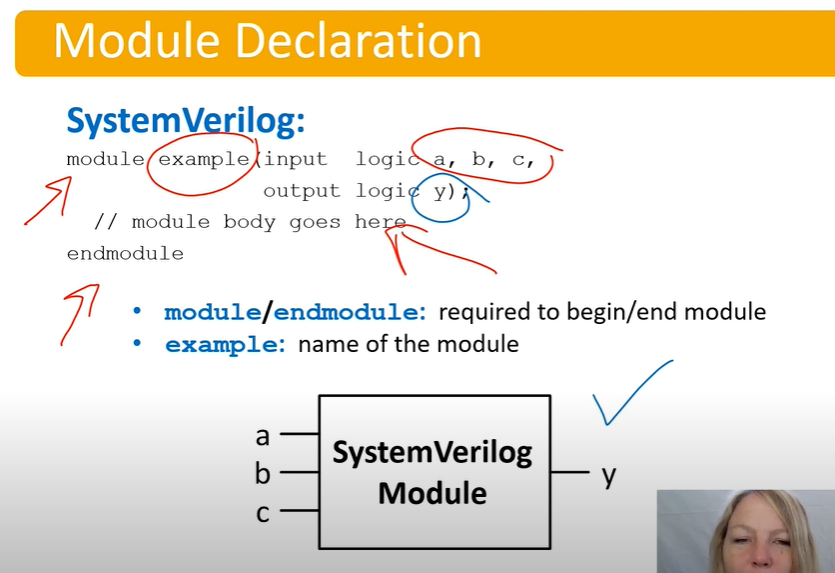 Module Declaration
SystemVerilog:
module example(input logic a, b, c,
output logic y);
// module body goes here
endmodule
• module/endmodule: required to begin/end module
• example: name of the module
a
b
c
SystemVerilog
Module
y